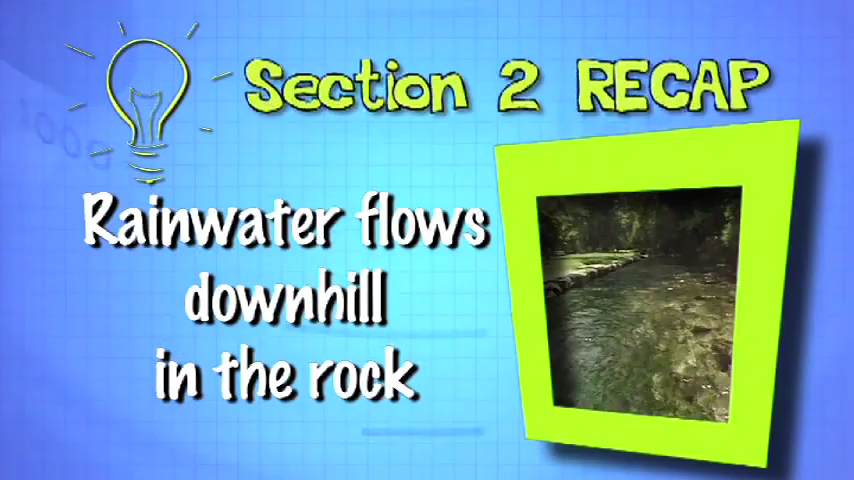 Section 2 RECAP
Rainwater flows
downhill
in the rock